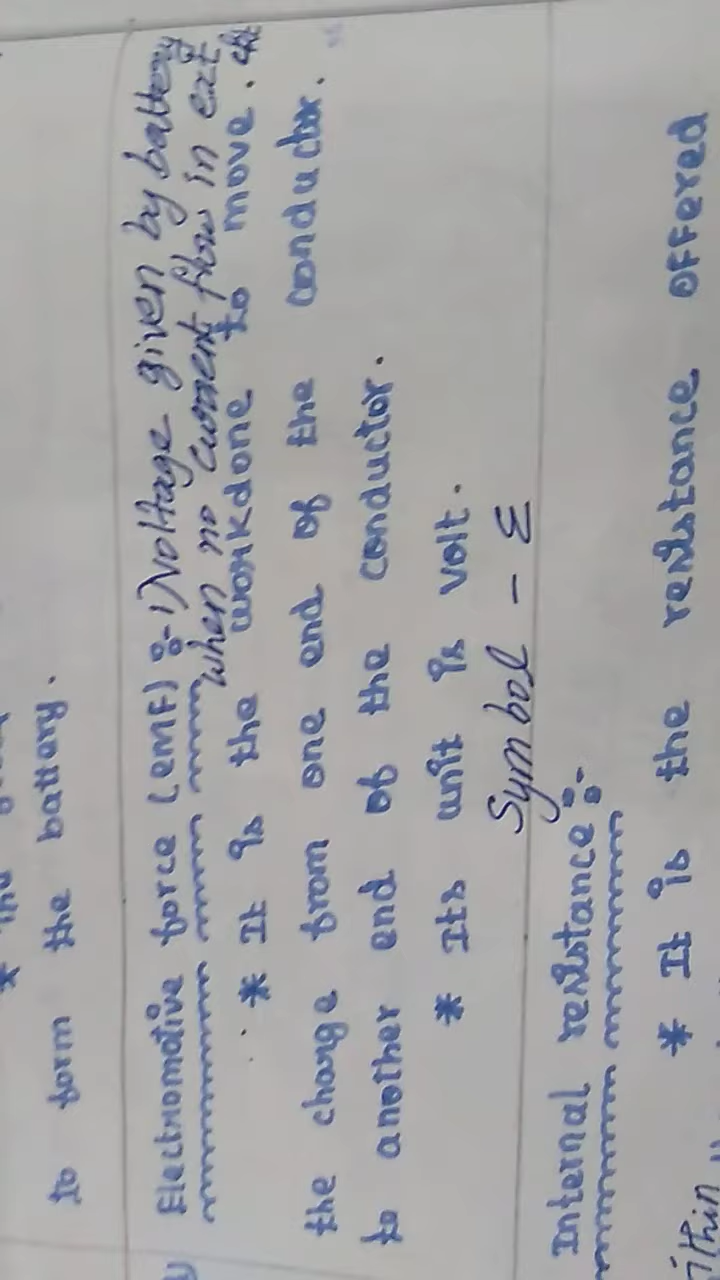 to form the battery.
Electromotive force (EMF) :- 1) Voltage given by battery
when no current flow in ext
* It is the workdone to move.
the charge from one end of the conductor.
to another end of the conductor.
* Its unit is volt.
Symbol - Σ
Internal resistance :-
* It is the resistance offered